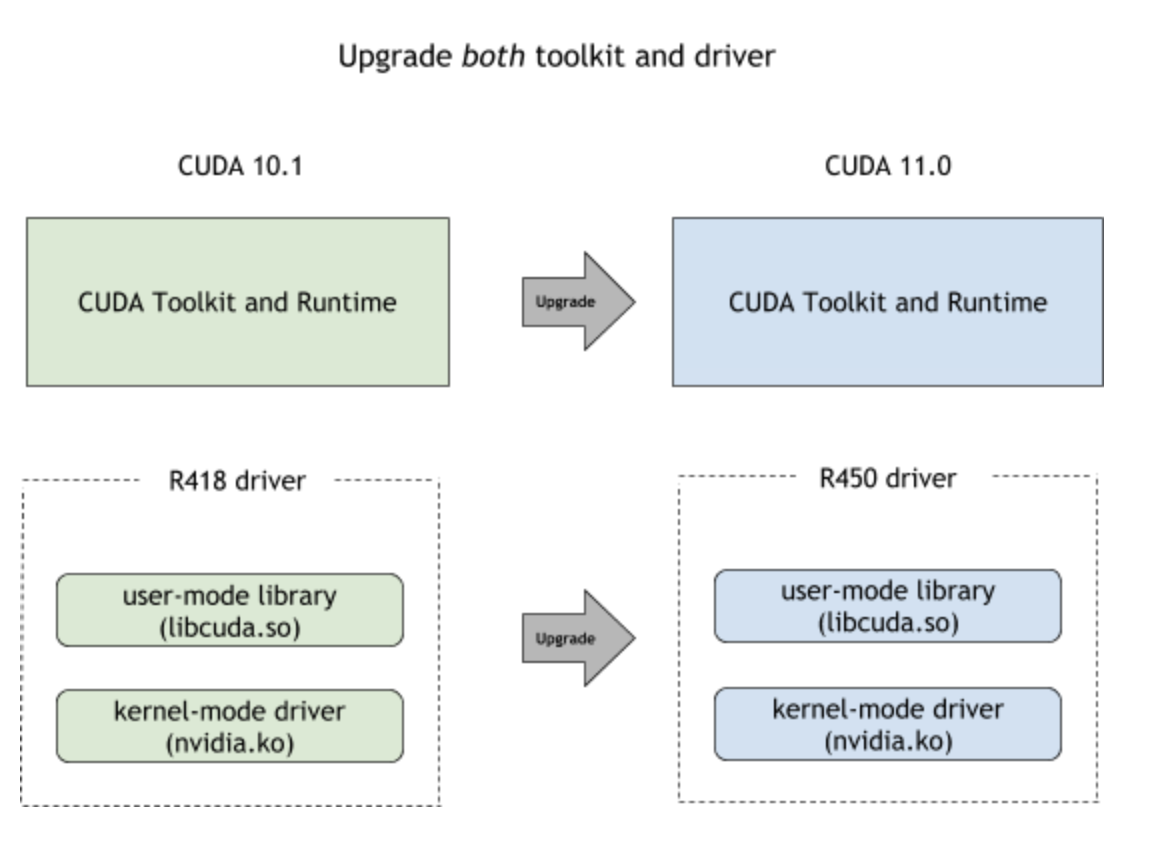 Upgrade both toolkit and driver
CUDA 10.1
CUDA 11.0
CUDA Toolkit and Runtime
Upgrade
CUDA Toolkit and Runtime
R418 driver
R450 driver
user-mode library
(libcuda.so)
Upgrade
user-mode library
(libcuda.so)
kernel-mode driver
(nvidia.ko)
kernel-mode driver
(nvidia.ko)